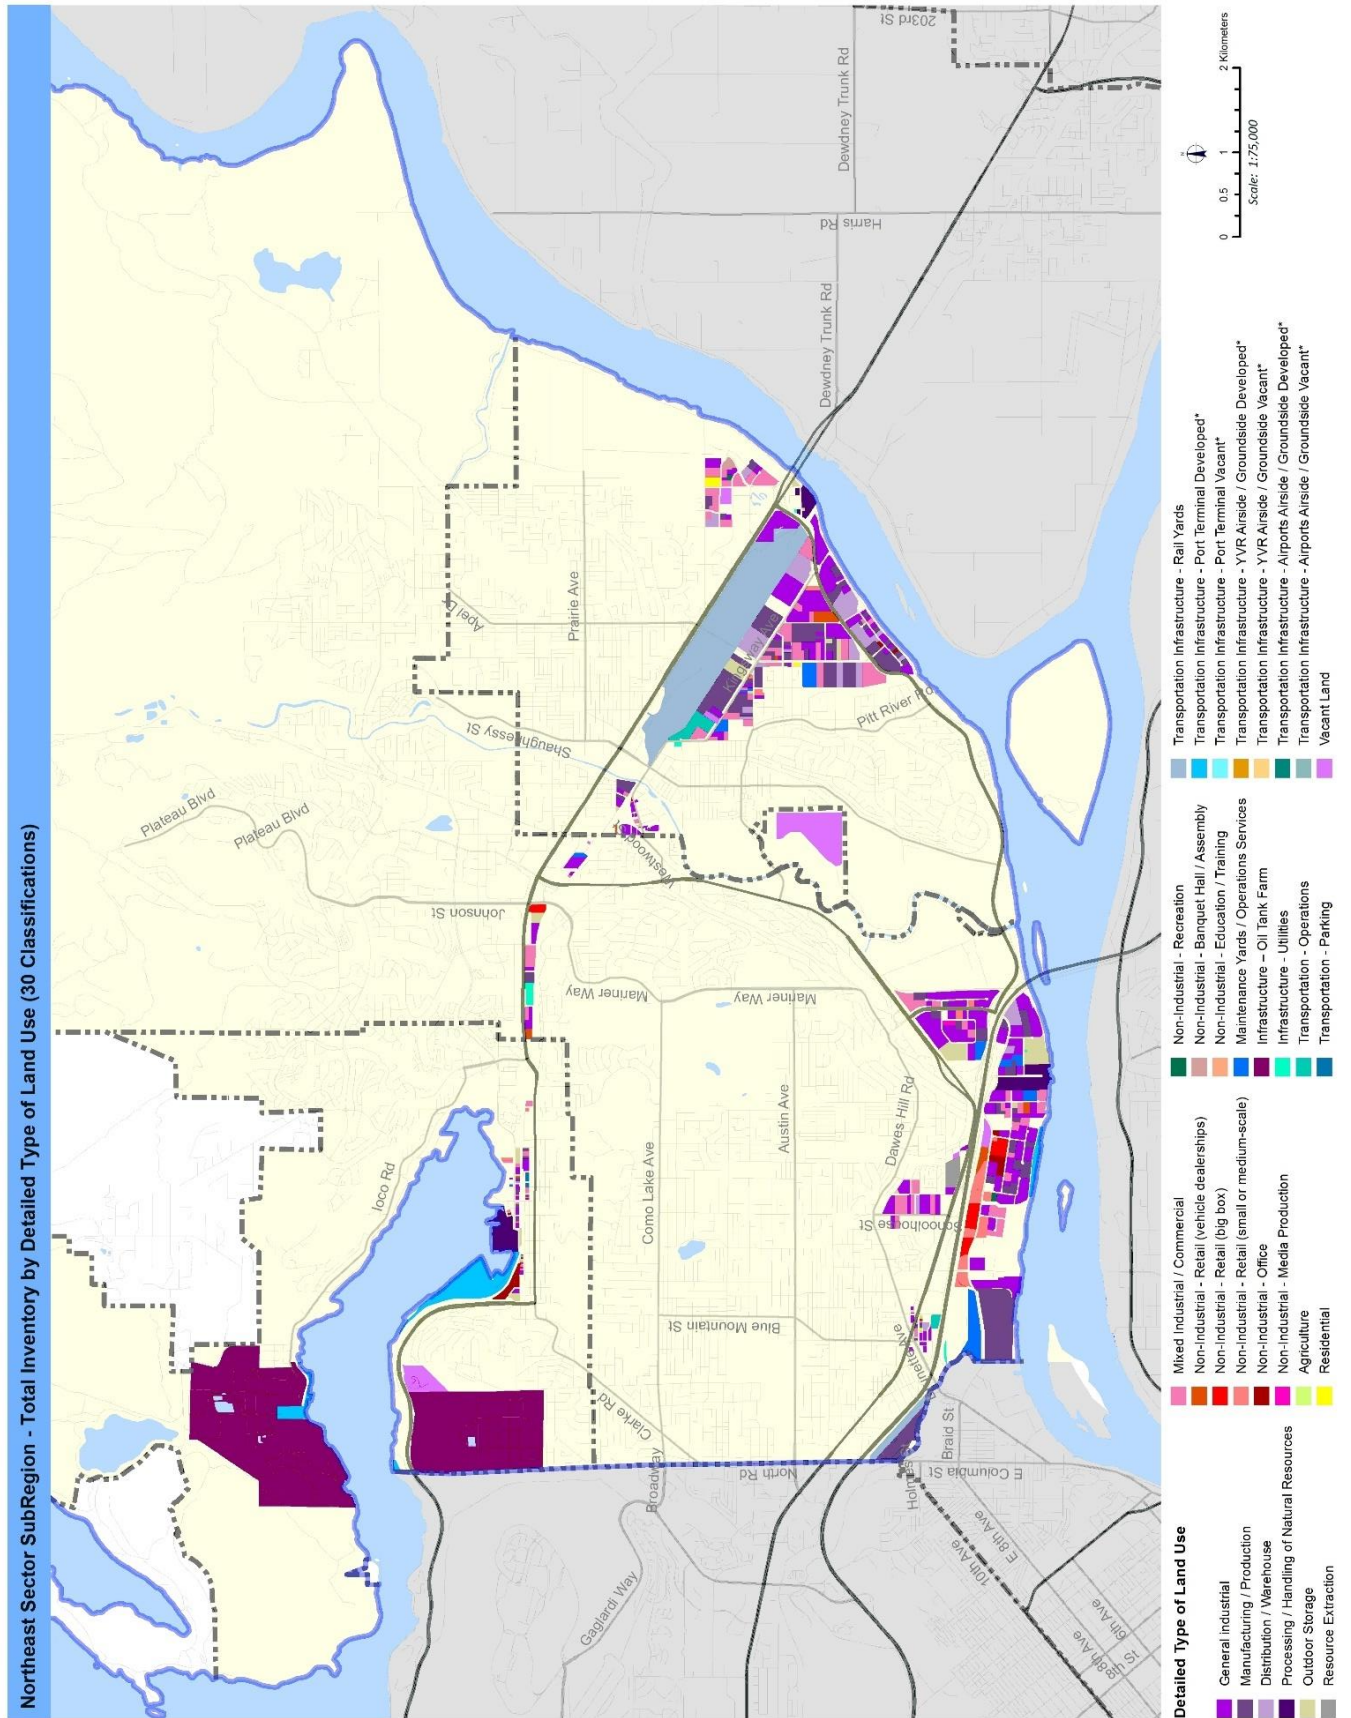 Northeast Sector SubRegion - Total Inventory by Detailed Type of Land Use (30 Classifications)
203rd St
Dewdney Trunk Rd
Harris Rd
Dewdney Trunk Rd
Plateau Blvd
Plateau Blvd
Apel Dr
Prairie Ave
Shaughnessy St
Kingsway Ave
Pitt River Rd
Westwood
Johnson St
Mariner Way
Mariner Way
Ioco Rd
Como Lake Ave
Austin Ave
Dawes Hill Rd
Schoolhouse St
Blue Mountain St
Clarke Rd
Broadway
North Rd
Braid St
E Columbia St
Gaglardi Way
10th Ave
E 8th Ave
8th Ave
6th Ave
8th St
2 Kilometers
0 0.5 1
N
Scale: 1:75,000
Detailed Type of Land Use
General industrial
Manufacturing / Production
Distribution / Warehouse
Processing / Handling of Natural Resources
Outdoor Storage
Resource Extraction
Mixed Industrial / Commercial
Non-Industrial - Retail (vehicle dealerships)
Non-Industrial - Retail (big box)
Non-Industrial - Retail (small or medium-scale)
Non-Industrial - Office
Non-Industrial - Media Production
Agriculture
Residential
Non-Industrial - Recreation
Non-Industrial - Banquet Hall / Assembly
Non-Industrial - Education / Training
Maintenance Yards / Operations Services
Infrastructure – Oil Tank Farm
Infrastructure - Utilities
Transportation - Operations
Transportation - Parking
Transportation Infrastructure - Rail Yards
Transportation Infrastructure - Port Terminal Developed*
Transportation Infrastructure - Port Terminal Vacant*
Transportation Infrastructure - YVR Airside / Groundside Developed*
Transportation Infrastructure - YVR Airside / Groundside Vacant*
Transportation Infrastructure - Airports Airside / Groundside Developed*
Transportation Infrastructure - Airports Airside / Groundside Vacant*
Vacant Land